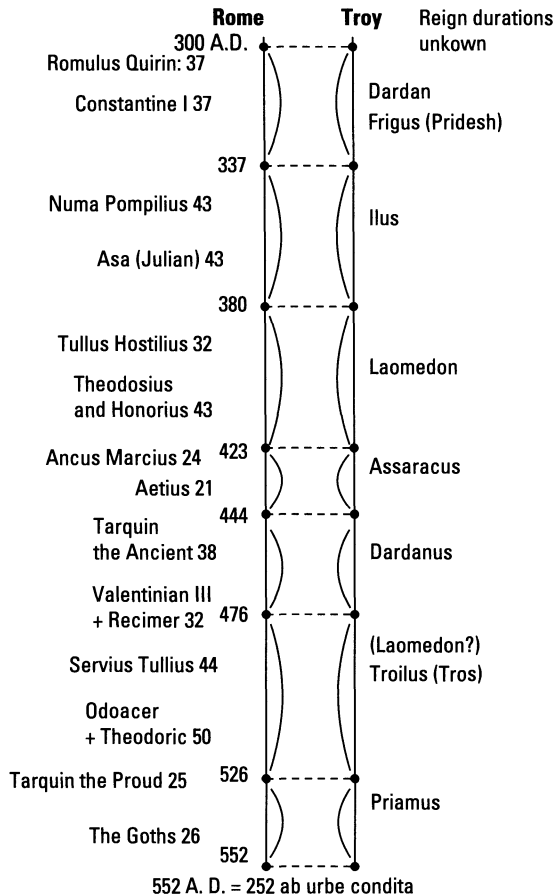 Rome Troy Reign durations
unkown
300 A.D.
Romulus Quirin: 37
Constantine I 37
Dardan
Frigus (Pridesh)
337
Numa Pompilius 43
Ilus
Asa (Julian) 43
380
Tullus Hostilius 32
Laomedon
Theodosius
and Honorius 43
423
Ancus Marcius 24
Assaracus
Aetius 21
444
Tarquin
the Ancient 38
Dardanus
Valentinian III
+ Recimer 32
476
(Laomedon?)
Troilus (Tros)
Servius Tullius 44
Odoacer
+ Theodoric 50
526
Tarquin the Proud 25
Priamus
The Goths 26
552
552 A. D. = 252 ab urbe condita